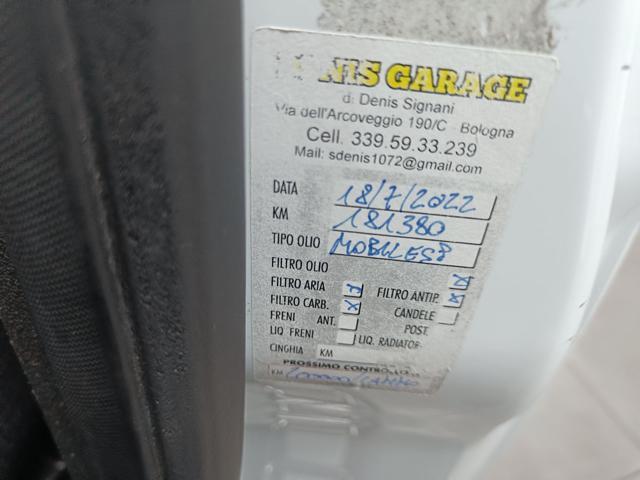 DENIS GARAGE
di Denis Signani
Via dell'Arcoveggio 190/C - Bologna
Cell. 339.59.33.239
Mail: sdenis1072@gmail.com
DATA 18/7/2022
KM 181380
TIPO OLIO
FILTRO OLIO X
FILTRO ARIA X FILTRO ANTIP. X
FILTRO CARB. X CANDELE
FRENI ANT. POST.
LIQ. FRENI LIQ. RADIATOR
CINGHIA KM
PROSSIMO CONTROLLO
KM